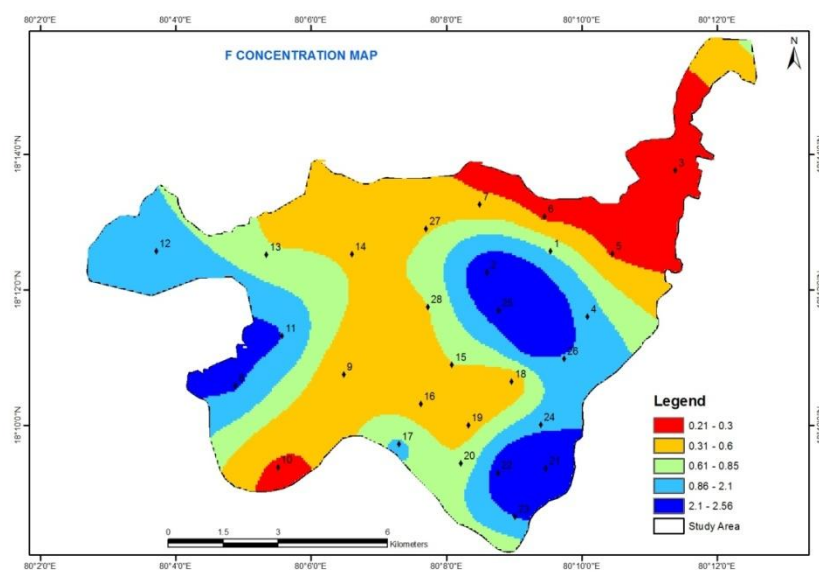 80°2'0"E 80°4'0"E 80°6'0"E 80°8'0"E 80°10'0"E 80°12'0"E
F CONCENTRATION MAP
N
18°14'0"N
3
7
6
27
1
5
12
13
14
2
18°12'0"N
28
4
11
26
15
9
18
16
Legend
0.21 - 0.3
18°10'0"N
19
24
0.31 - 0.6
17
0.61 - 0.85
10
20
22
21
0.86 - 2.1
2.1 - 2.56
23
Study Area
0 1.5 3 6
Kilometers
80°2'0"E 80°4'0"E 80°6'0"E 80°8'0"E 80°10'0"E 80°12'0"E